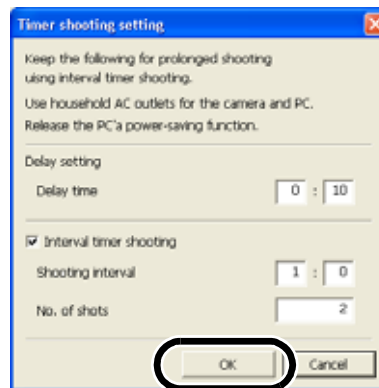 Timer shooting setting
Keep the following for prolonged shooting
uisng interval timer shooting.
Use household AC outlets for the camera and PC.
Release the PC'a power-saving function.
Delay setting
Delay time 0 : 10
Interval timer shooting
Shooting interval 1 : 0
No. of shots 2
OK Cancel